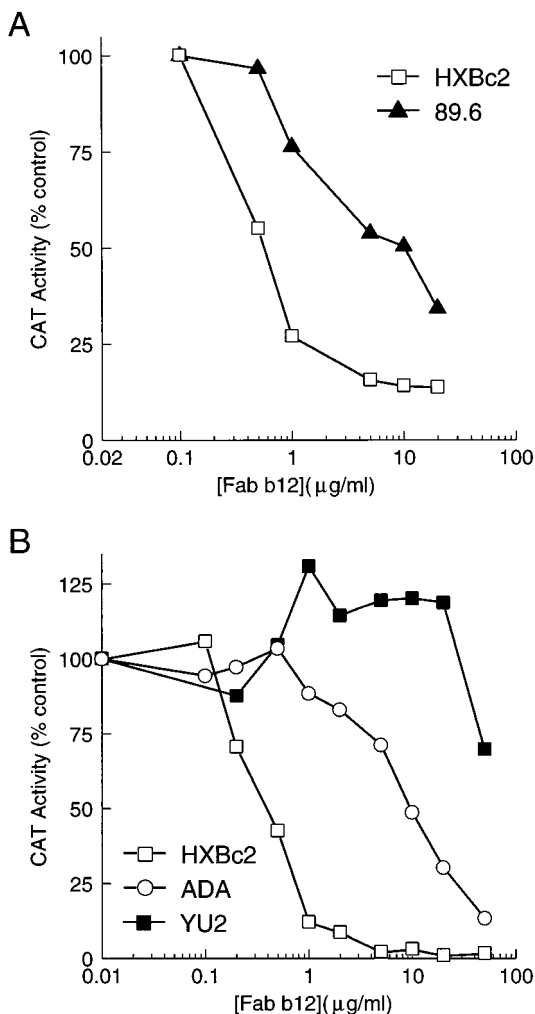 A
HXBc2
89.6
CAT Activity (% control)
100
75
50
25
0
0.02 0.1 1 10 100
[Fab b12](μg/ml)
B
CAT Activity (% control)
125
100
75
50
25
0
HXBc2
ADA
YU2
0.01 0.1 1 10 100
[Fab b12](μg/ml)